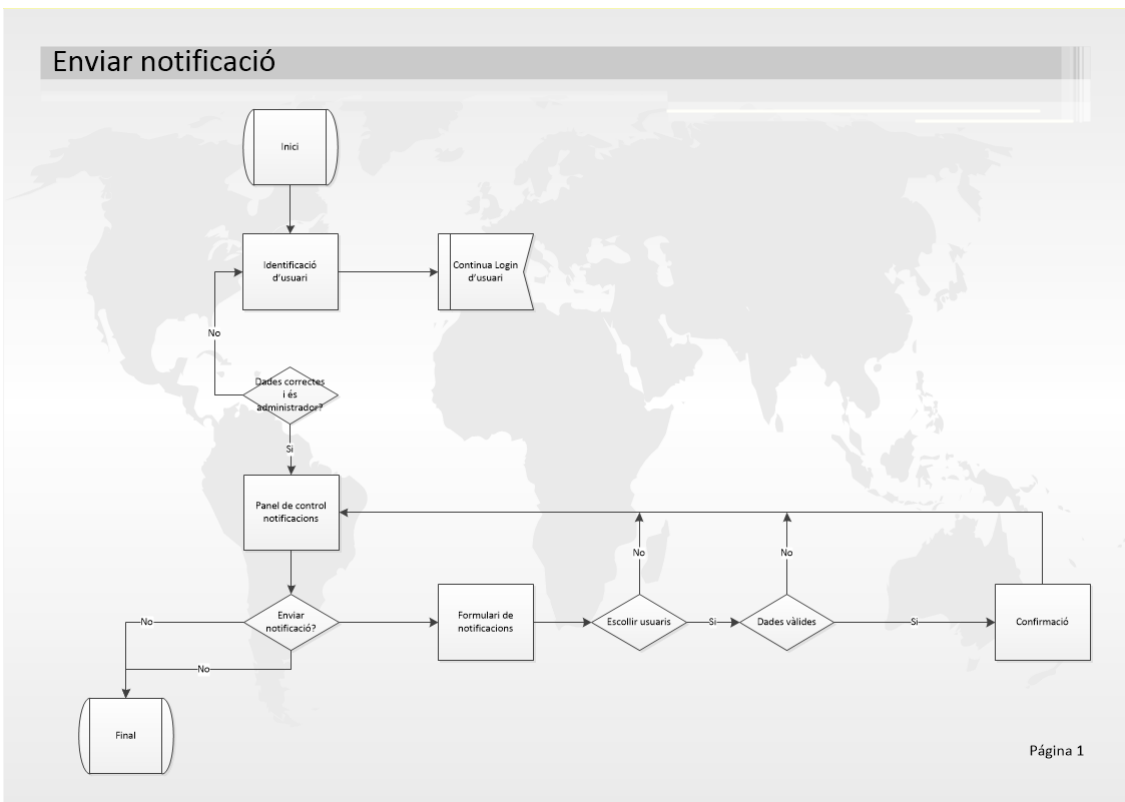 Enviar notificació
Inici
Identificació
d'usuari
Continua Login
d'usuari
No
Dades correctes
i és
administrador?
Si
Panel de control
notificacions
No
No
No
Enviar
notificació?
Formulari de
notificacions
Escollir usuaris
Si
Dades vàlides
Si
Confirmació
No
Final
Página 1